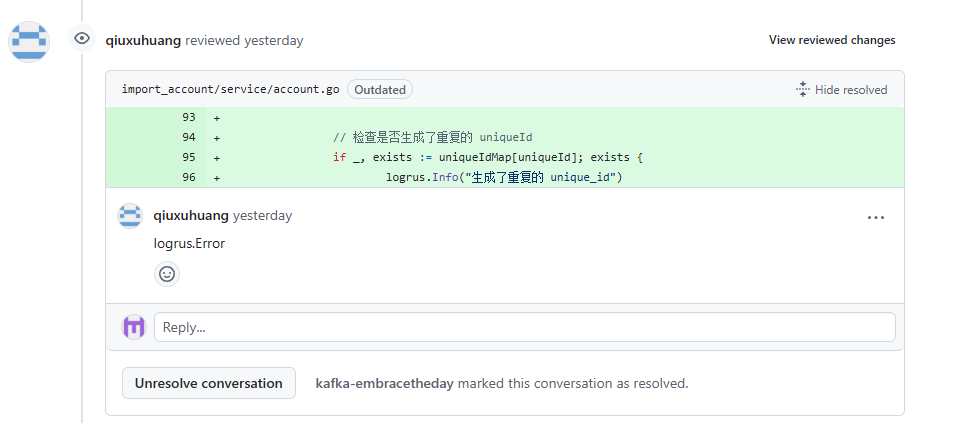 qiuxuhuang reviewed yesterday
View reviewed changes
import_account/service/account.go Outdated
Hide resolved
93 +
94 + // 检查是否生成了重复的 uniqueId
95 + if _, exists := uniqueIdMap[uniqueId]; exists {
96 + logrus.Info("生成了重复的 unique_id")
qiuxuhuang yesterday
logrus.Error
Reply...
Unresolve conversation
kafka-embracetheday marked this conversation as resolved.